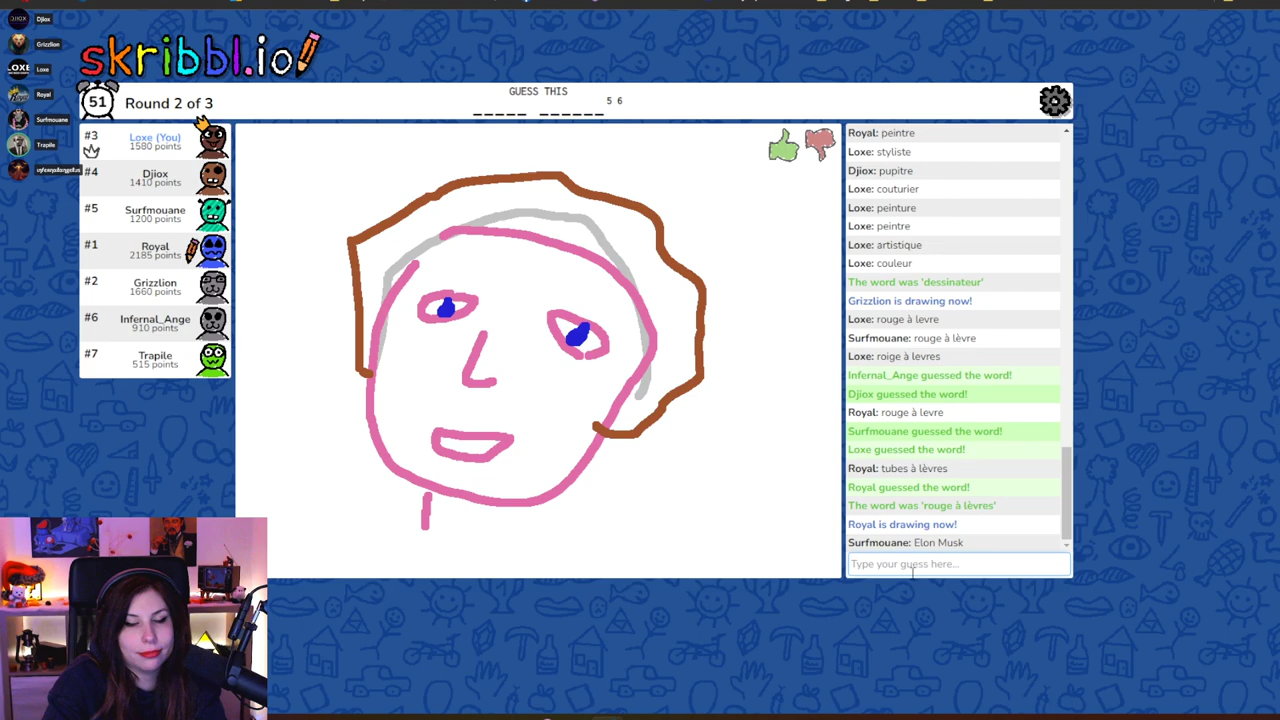 Djiox
Grizzlion
LOXE Loxe
Royal
Surfmouane
Trapile
skribbl.io
51
Round 2 of 3
GUESS THIS
_____ ______ 5 6
#3 Loxe (You)
1580 points
#4 Djiox
1410 points
#5 Surfmouane
1200 points
#1 Royal
2185 points
#2 Grizzlion
1660 points
#6 Infernal_Ange
910 points
#7 Trapile
515 points
Royal: peintre
Loxe: styliste
Djiox: pupitre
Loxe: couturier
Loxe: peinture
Loxe: peintre
Loxe: artistique
Loxe: couleur
The word was 'dessinateur'
Grizzlion is drawing now!
Loxe: rouge à levre
Surfmouane: rouge à lèvre
Loxe: roige à levres
Infernal_Ange guessed the word!
Djiox guessed the word!
Royal: rouge à levre
Surfmouane guessed the word!
Loxe guessed the word!
Royal: tubes à lèvres
Royal guessed the word!
The word was 'rouge à lèvres'
Royal is drawing now!
Surfmouane: Elon Musk
Type your guess here...